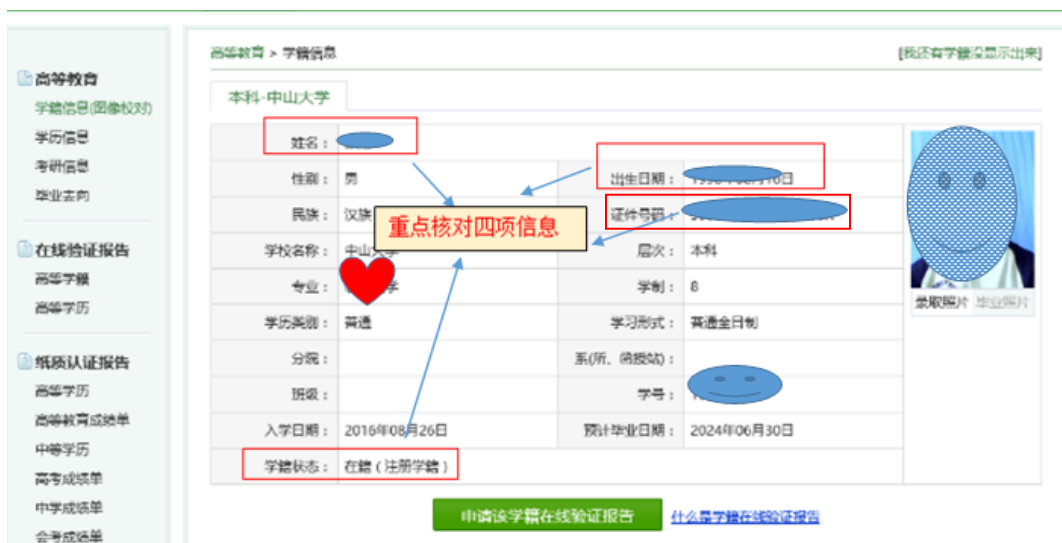 高等教育
学籍信息(图像校对)
学历信息
考研信息
毕业去向
在线验证报告
高等学籍
高等学历
纸质认证报告
高等学历
高等教育成绩单
中等学历
高考成绩单
中学成绩单
会考成绩单
高等教育 > 学籍信息
[我还有学籍没显示出来]
本科-中山大学
姓名：
性别： 男 出生日期： 日
民族： 汉族 证件号码：
重点核对四项信息
学校名称： 中山大学 层次： 本科
专业： 学 学制： 8
学历类别： 普通 学习形式： 普通全日制
分院： 系(所、函授站)：
班级： 学号：
入学日期： 2016年08月26日 预计毕业日期： 2024年06月30日
学籍状态： 在籍（注册学籍）
录取照片 毕业照片
申请该学籍在线验证报告 什么是学籍在线验证报告